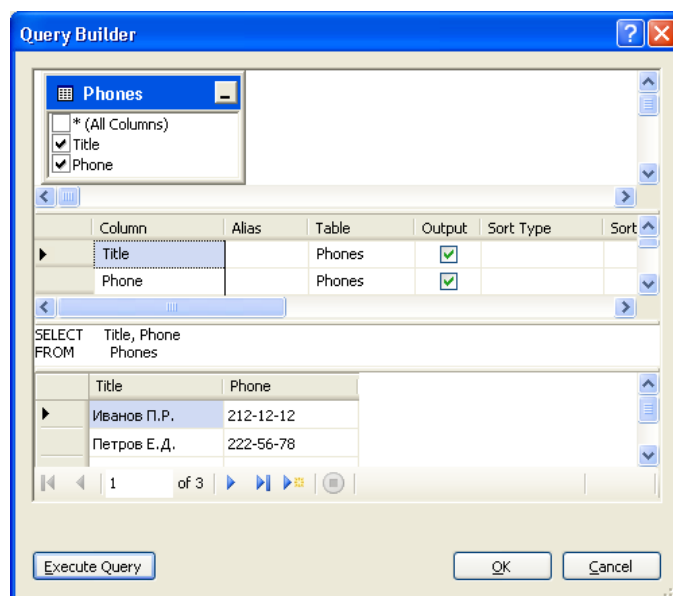 Query Builder
Phones
* (All Columns)
Title
Phone
Column Alias Table Output Sort Type Sort
Title Phones
Phone Phones
SELECT Title, Phone
FROM Phones
Title Phone
Иванов П.Р. 212-12-12
Петров Е.Д. 222-56-78
1 of 3
Execute Query OK Cancel